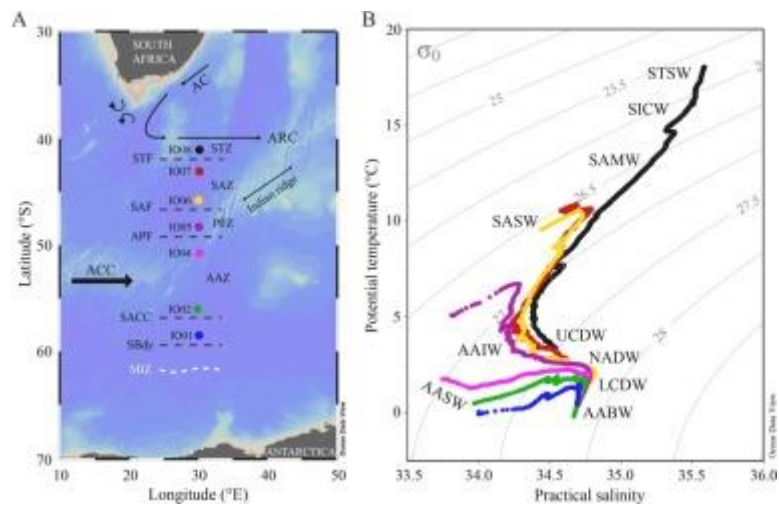 A
30
SOUTH
AFRICA
AC
40
ARC
IO08
STZ
STF
IO07
SAZ
Indian ridge
IO06
SAF
PFZ
IO05
APF
50
IO04
ACC
AAZ
IO02
SACC
IO01
SBdy
60
MIZ
ANTARCTICA
70
10
20
30
40
50
Latitude (°S)
Longitude (°E)
Ocean Data View
B
20
σ0
25
25.5
STSW
SICW
15
SAMW
26.5
27.5
10
SASW
5
27
28
UCDW
AAIW
NADW
LCDW
AASW
AABW
0
33.5
34.0
34.5
35.0
35.5
36.0
Potential temperature (°C)
Practical salinity
Ocean Data View